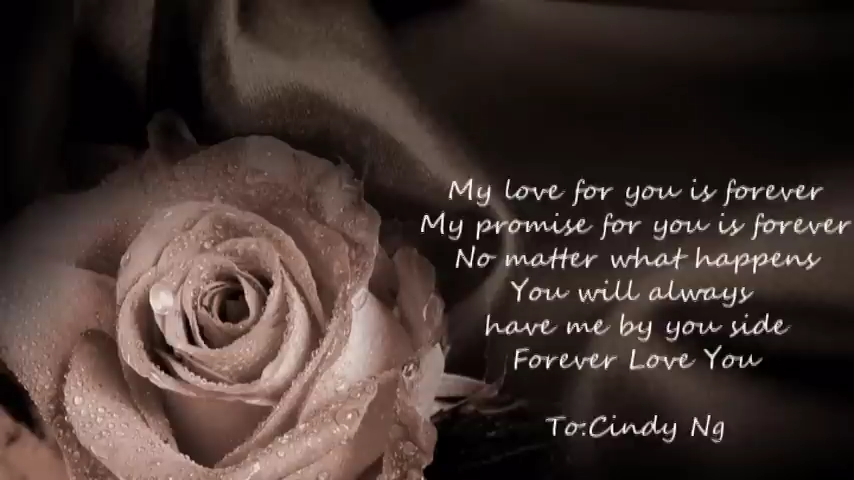 My love for you is forever
My promise for you is forever
No matter what happens
You will always
have me by you side
Forever Love You
To:Cindy Ng